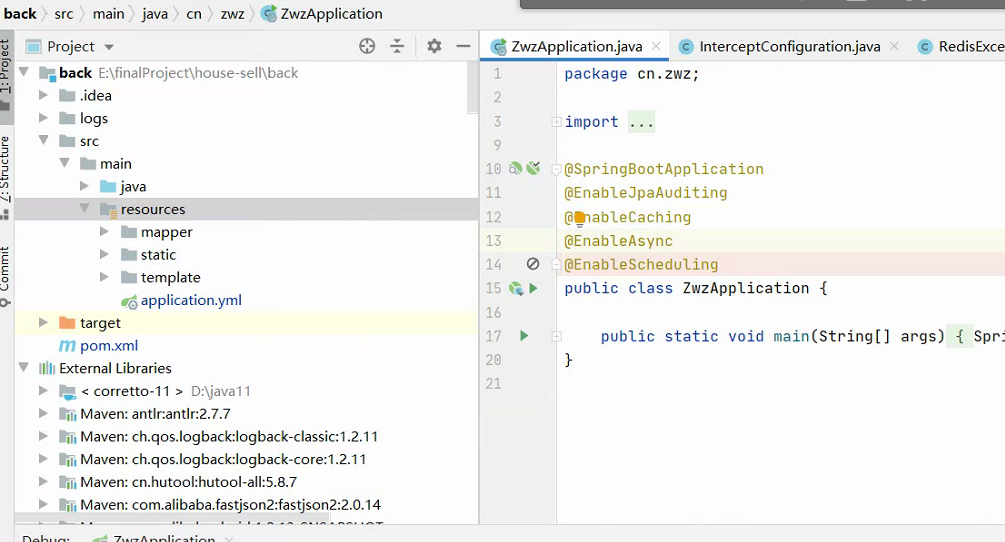 back src main java cn zwz ZwzApplication
Project
ZwzApplication.java InterceptConfiguration.java RedisExce
1: Project
Z: Structure
Commit
back E:\finalProject\house-sell\back
.idea
logs
src
main
java
resources
mapper
static
template
application.yml
target
pom.xml
External Libraries
< corretto-11 > D:\java11
Maven: antlr:antlr:2.7.7
Maven: ch.qos.logback:logback-classic:1.2.11
Maven: ch.qos.logback:logback-core:1.2.11
Maven: cn.hutool:hutool-all:5.8.7
Maven: com.alibaba.fastjson2:fastjson2:2.0.14
1 package cn.zwz;
2
3 import ...
9
10 @SpringBootApplication
11 @EnableJpaAuditing
12 @EnableCaching
13 @EnableAsync
14 @EnableScheduling
15 public class ZwzApplication {
16
17 public static void main(String[] args) { Spri
20 }
21
Debug: ZwzApplication